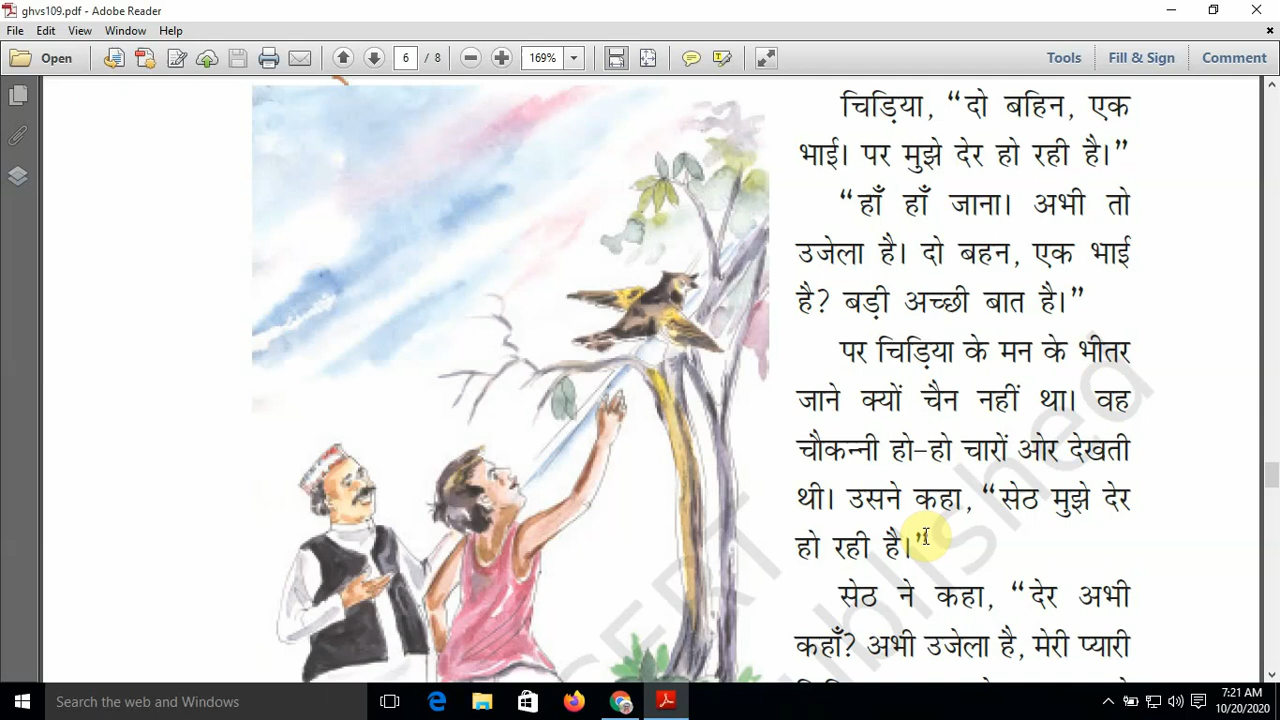 ghvs109.pdf - Adobe Reader
File Edit View Window Help
Open 6 / 8 169% Tools Fill & Sign Comment
चिड़िया, “दो बहिन, एक
भाई। पर मुझे देर हो रही है।”
“हाँ हाँ जाना। अभी तो
उजेला है। दो बहन, एक भाई
है? बड़ी अच्छी बात है।”
पर चिड़िया के मन के भीतर
जाने क्यों चैन नहीं था। वह
चौकन्नी हो-हो चारों ओर देखती
थी। उसने कहा, “सेठ मुझे देर
हो रही है।”
सेठ ने कहा, “देर अभी
कहाँ? अभी उजेला है, मेरी प्यारी
Search the web and Windows
7:21 AM
10/20/2020